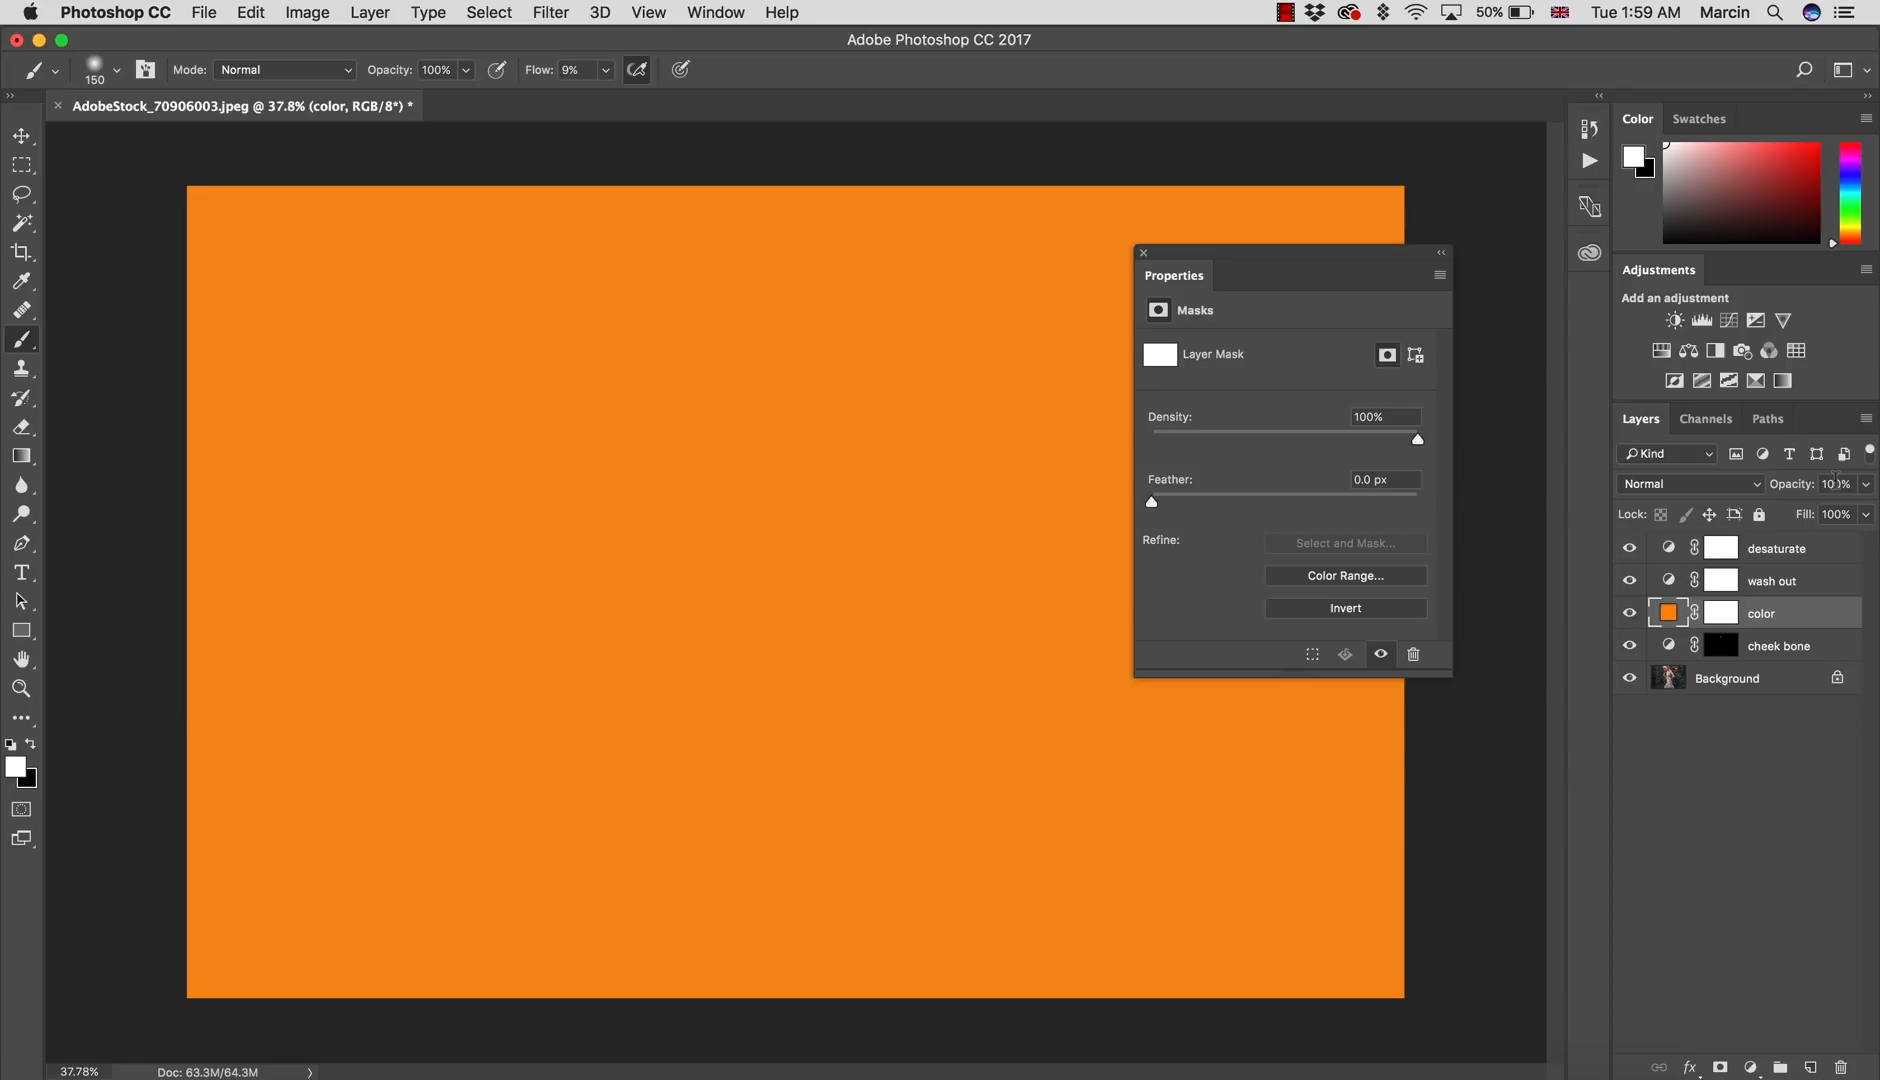 Photoshop CC File Edit Image Layer Type Select Filter 3D View Window Help 50% Tue 1:59 AM Marcin
Adobe Photoshop CC 2017
150 Mode: Normal Opacity: 100% Flow: 9%
AdobeStock_70906003.jpeg @ 37.8% (color, RGB/8*) *
Color Swatches
Properties
Masks
Layer Mask
Density: 100%
Feather: 0.0 px
Refine: Select and Mask...
Color Range...
Invert
Adjustments
Add an adjustment
Layers Channels Paths
Kind
Normal Opacity: 100%
Lock: Fill: 100%
desaturate
wash out
color
cheek bone
Background
37.78% Doc: 63.3M/64.3M